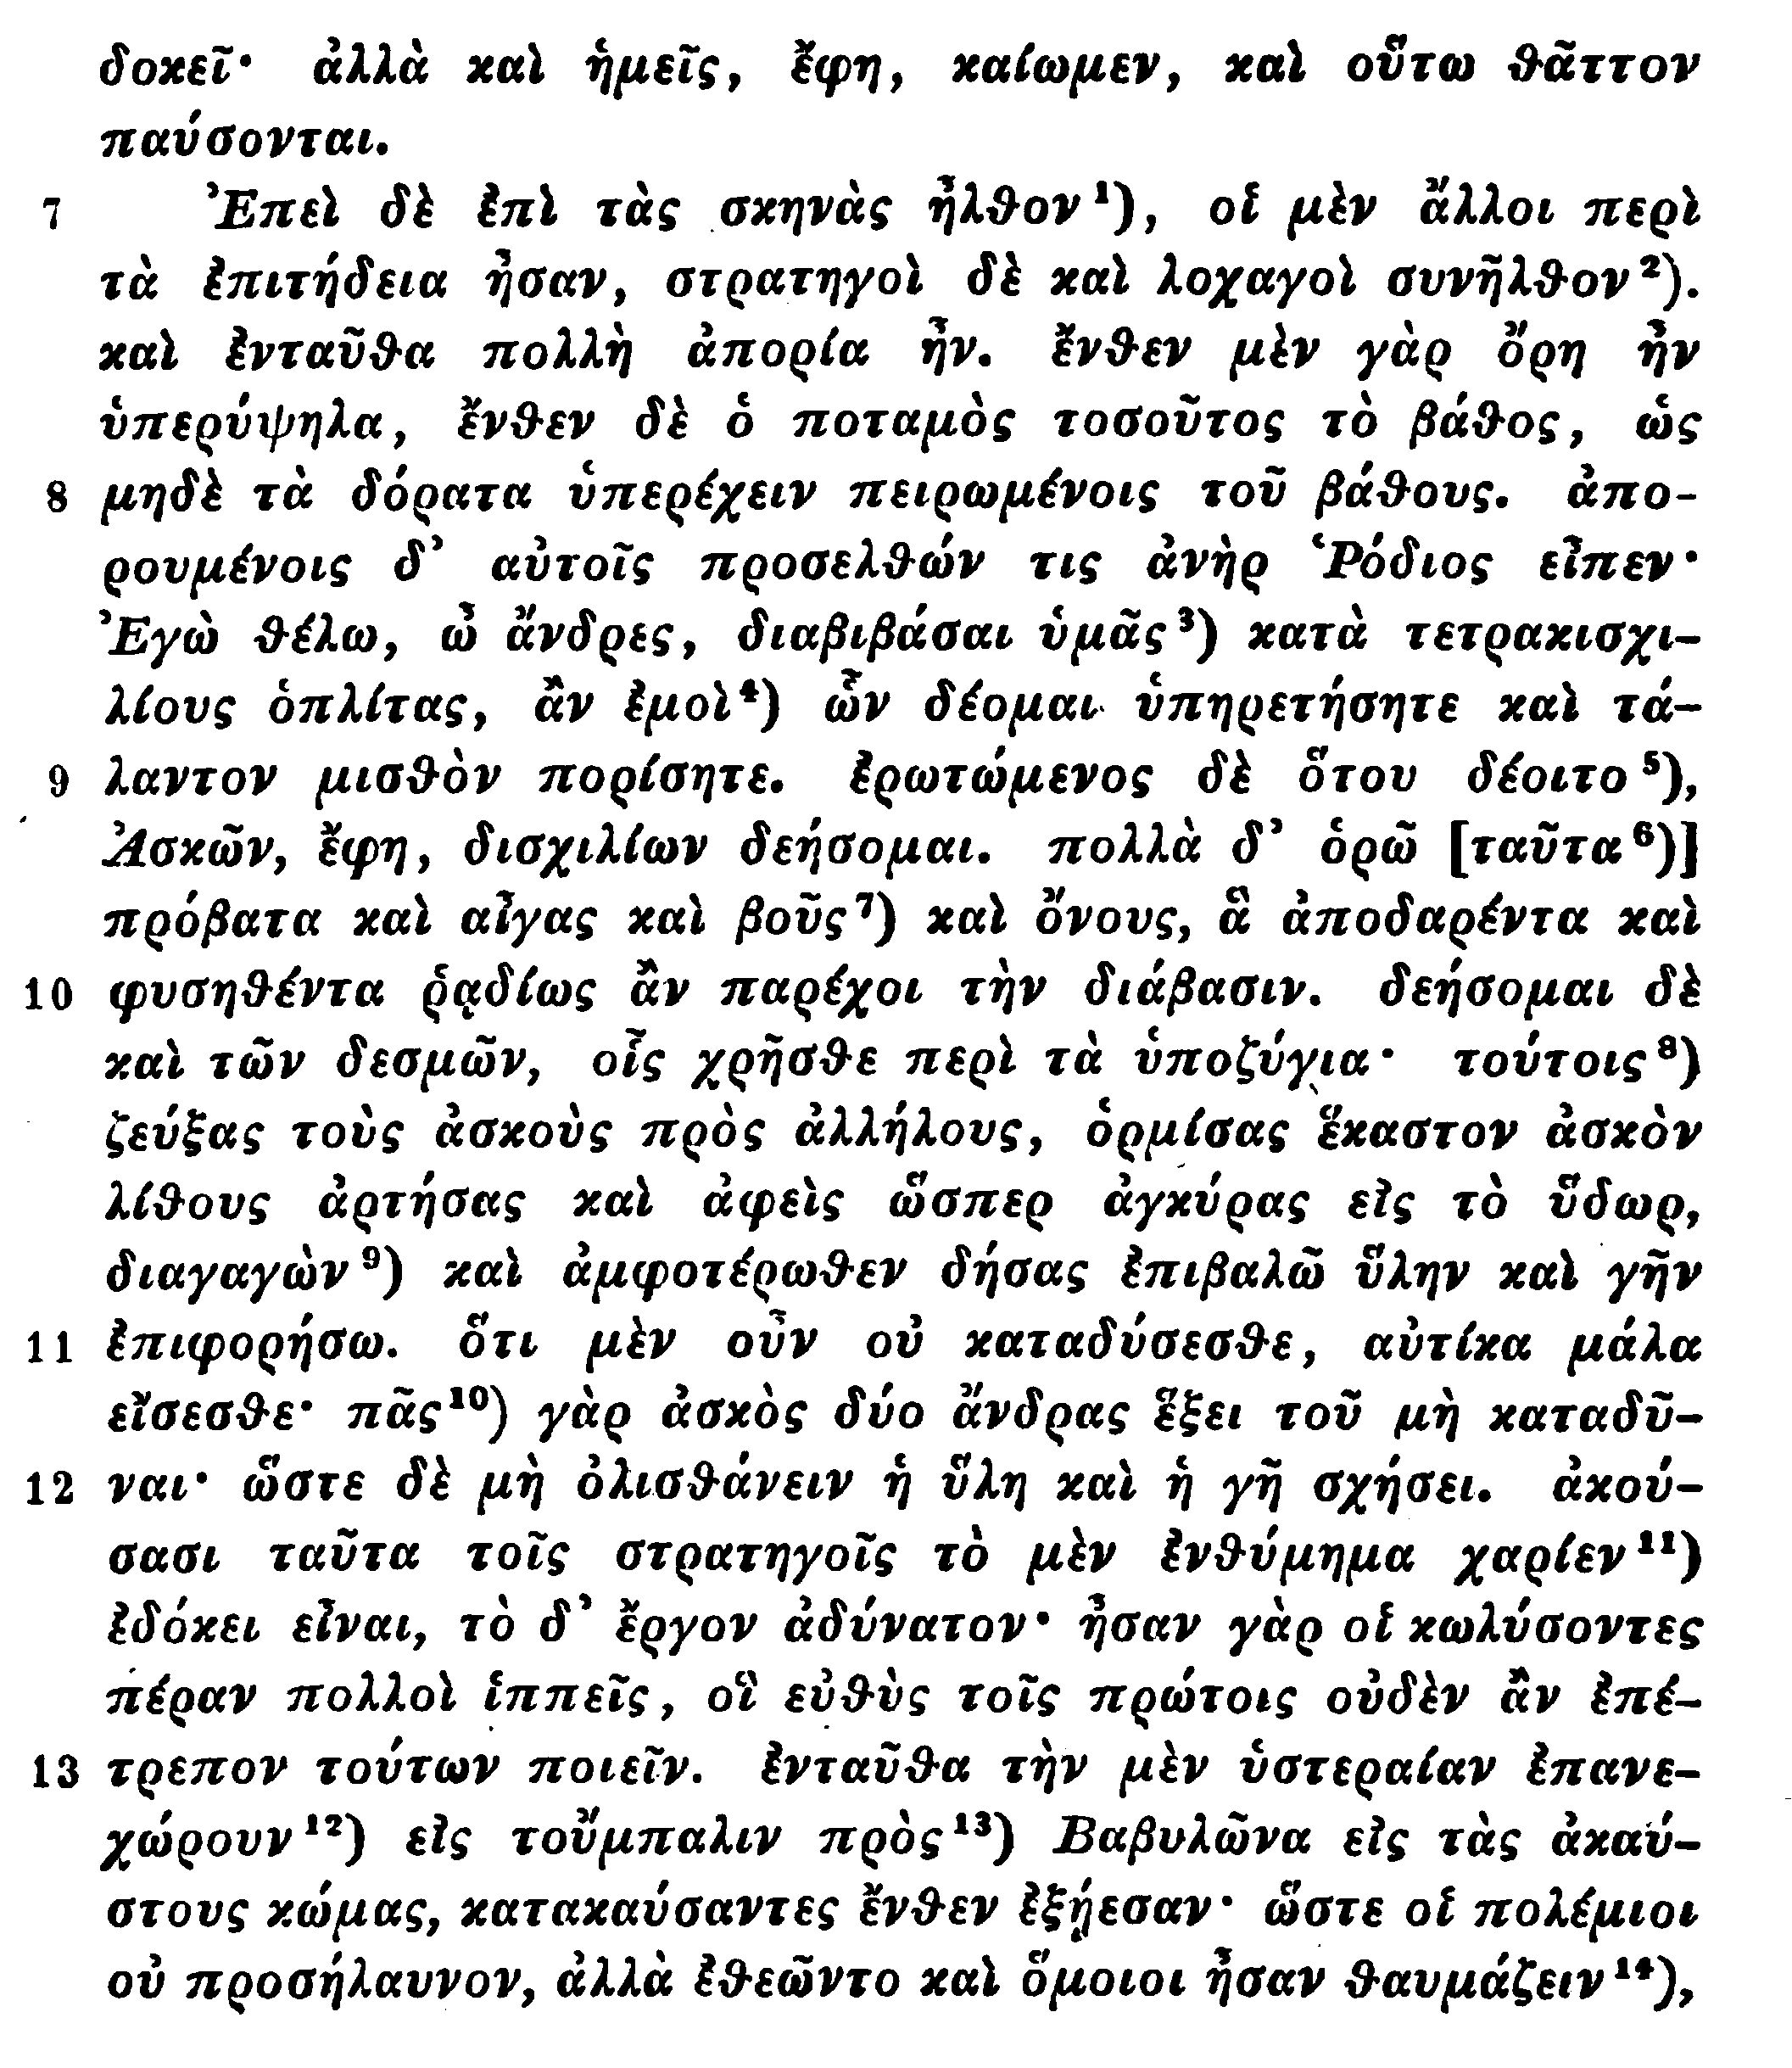 δοκεῖ· ἀλλὰ καὶ ἡμεῖς, ἔφη, καίωμεν, καὶ οὕτω θᾶττον
παύσονται.
7 Ἐπεὶ δὲ ἐπὶ τὰς σκηνὰς ἦλθον¹), οἱ μὲν ἄλλοι περὶ
τὰ ἐπιτήδεια ἦσαν, στρατηγοὶ δὲ καὶ λοχαγοὶ συνῆλθον²).
καὶ ἐνταῦθα πολλὴ ἀπορία ἦν. ἔνθεν μὲν γὰρ ὄρη ἦν
ὑπερύψηλα, ἔνθεν δὲ ὁ ποταμὸς τοσοῦτος τὸ βάθος, ὡς
8 μηδὲ τὰ δόρατα ὑπερέχειν πειρωμένοις τοῦ βάθους. ἀπο-
ρουμένοις δ’ αὐτοῖς προσελθών τις ἀνὴρ Ῥόδιος εἶπεν·
Ἐγὼ θέλω, ὦ ἄνδρες, διαβιβάσαι ὑμᾶς³) κατὰ τετρακισχι-
λίους ὁπλίτας, ἂν ἐμοὶ⁴) ὧν δέομαι ὑπηρετήσητε καὶ τά-
9 λαντον μισθὸν πορίσητε. ἐρωτώμενος δὲ ὅτου δέοιτο⁵),
Ἀσκῶν, ἔφη, δισχιλίων δεήσομαι. πολλὰ δ’ ὁρῶ [ταῦτα⁶)]
πρόβατα καὶ αἶγας καὶ βοῦς⁷) καὶ ὄνους, ἃ ἀποδαρέντα καὶ
10 φυσηθέντα ῥᾳδίως ἂν παρέχοι τὴν διάβασιν. δεήσομαι δὲ
καὶ τῶν δεσμῶν, οἷς χρῆσθε περὶ τὰ ὑποζύγια· τούτοις⁸)
ζεύξας τοὺς ἀσκοὺς πρὸς ἀλλήλους, ὁρμίσας ἕκαστον ἀσκὸν
λίθους ἀρτήσας καὶ ἀφεὶς ὥσπερ ἀγκύρας εἰς τὸ ὕδωρ,
διαγαγὼν⁹) καὶ ἀμφοτέρωθεν δήσας ἐπιβαλῶ ὕλην καὶ γῆν
11 ἐπιφορήσω. ὅτι μὲν οὖν οὐ καταδύσεσθε, αὐτίκα μάλα
εἴσεσθε· πᾶς¹⁰) γὰρ ἀσκὸς δύο ἄνδρας ἕξει τοῦ μὴ καταδῦ-
12 ναι· ὥστε δὲ μὴ ὀλισθάνειν ἡ ὕλη καὶ ἡ γῆ σχήσει. ἀκού-
σασι ταῦτα τοῖς στρατηγοῖς τὸ μὲν ἐνθύμημα χαρίεν¹¹)
ἐδόκει εἶναι, τὸ δ’ ἔργον ἀδύνατον· ἦσαν γὰρ οἱ κωλύσοντες
πέραν πολλοὶ ἱππεῖς, οἳ εὐθὺς τοῖς πρώτοις οὐδὲν ἂν ἐπέ-
13 τρεπον τούτων ποιεῖν. ἐνταῦθα τὴν μὲν ὑστεραίαν ἐπανε-
χώρουν¹²) εἰς τοὔμπαλιν πρὸς¹³) Βαβυλῶνα εἰς τὰς ἀκαύ-
στους κώμας, κατακαύσαντες ἔνθεν ἐξῄεσαν· ὥστε οἱ πολέμιοι
οὐ προσήλαυνον, ἀλλὰ ἐθεῶντο καὶ ὅμοιοι ἦσαν θαυμάζειν¹⁴),